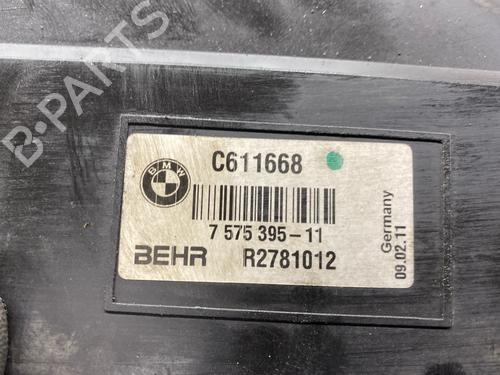 B-PARTS
BMW
C611668
7 575 395-11
BEHR R2781012
Germany
09.02.11